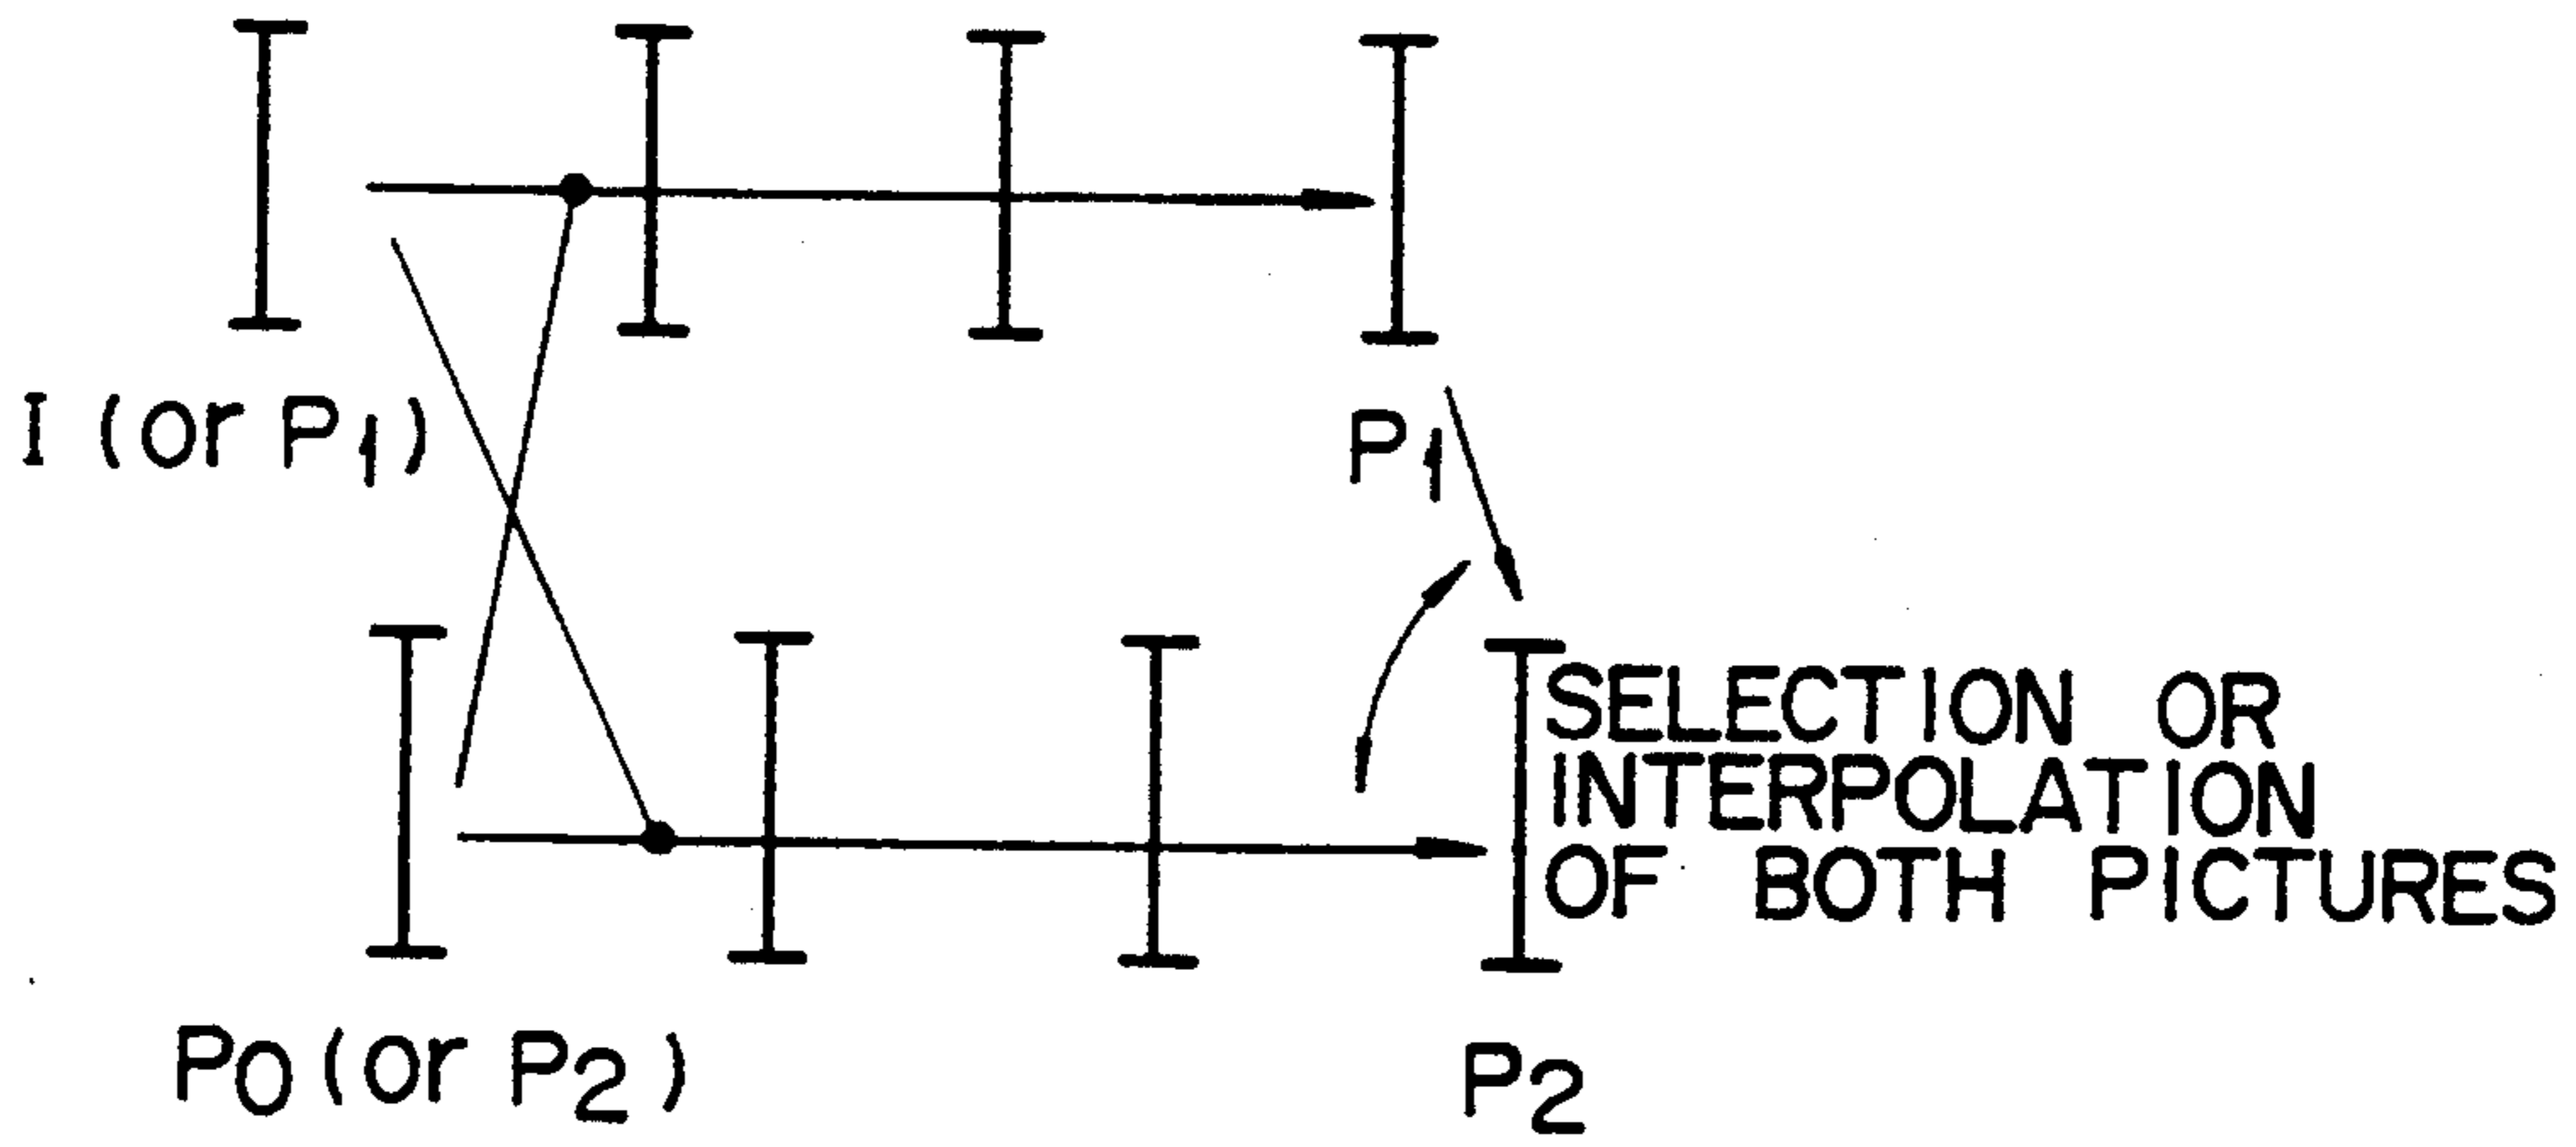 I (or P1)
P1
SELECTION OR
INTERPOLATION
OF BOTH PICTURES
P0 (or P2)
P2